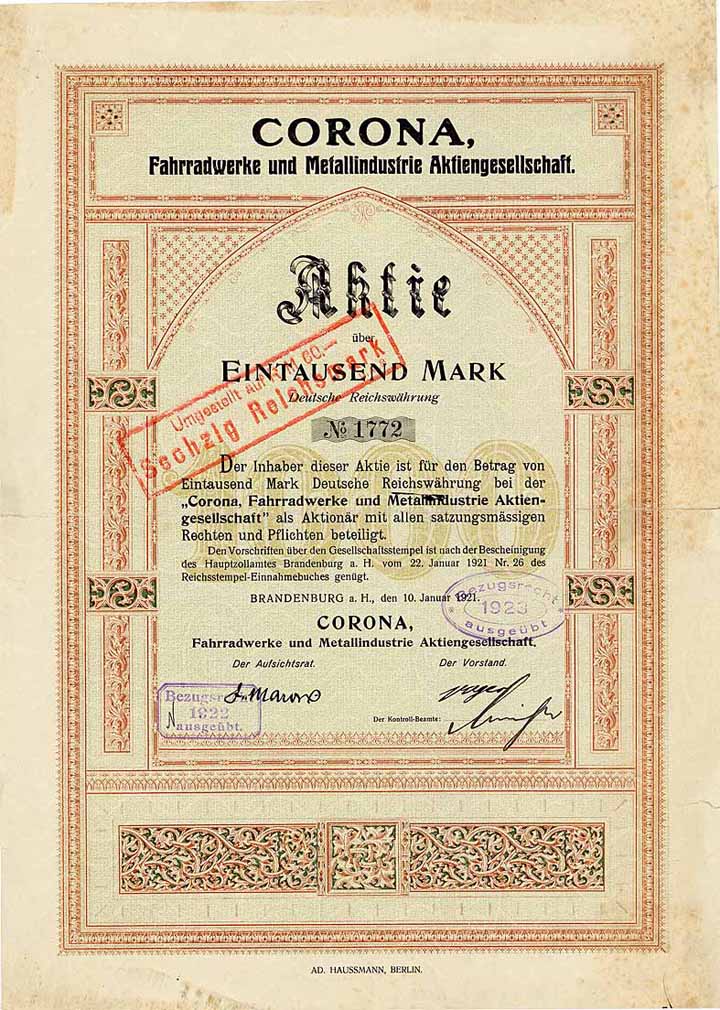 CORONA,
Fahrradwerke und Metallindustrie Aktiengesellschaft.
Aktie
über
EINTAUSEND MARK
Deutsche Reichswährung
Umgestellt auf R.M. 60.—
Sechzig Reichsmark
No 1772
1000
Der Inhaber dieser Aktie ist für den Betrag von
Eintausend Mark Deutsche Reichswährung bei der
„Corona, Fahrradwerke und Metallindustrie Aktien-
gesellschaft" als Aktionär mit allen satzungsmässigen
Rechten und Pflichten beteiligt.
Den Vorschriften über den Gesellschaftsstempel ist nach der Bescheinigung
des Hauptzollamtes Brandenburg a. H. vom 22. Januar 1921 Nr. 26 des
Reichsstempel-Einnahmebuches genügt.
BRANDENBURG a. H., den 10. Januar 1921.
Bezugsrecht
1923
ausgeübt
CORONA,
Fahrradwerke und Metallindustrie Aktiengesellschaft.
Der Aufsichtsrat.
Der Vorstand.
Bezugsrecht
1922
ausgeübt.
Der Kontroll-Beamte:
AD. HAUSSMANN, BERLIN.